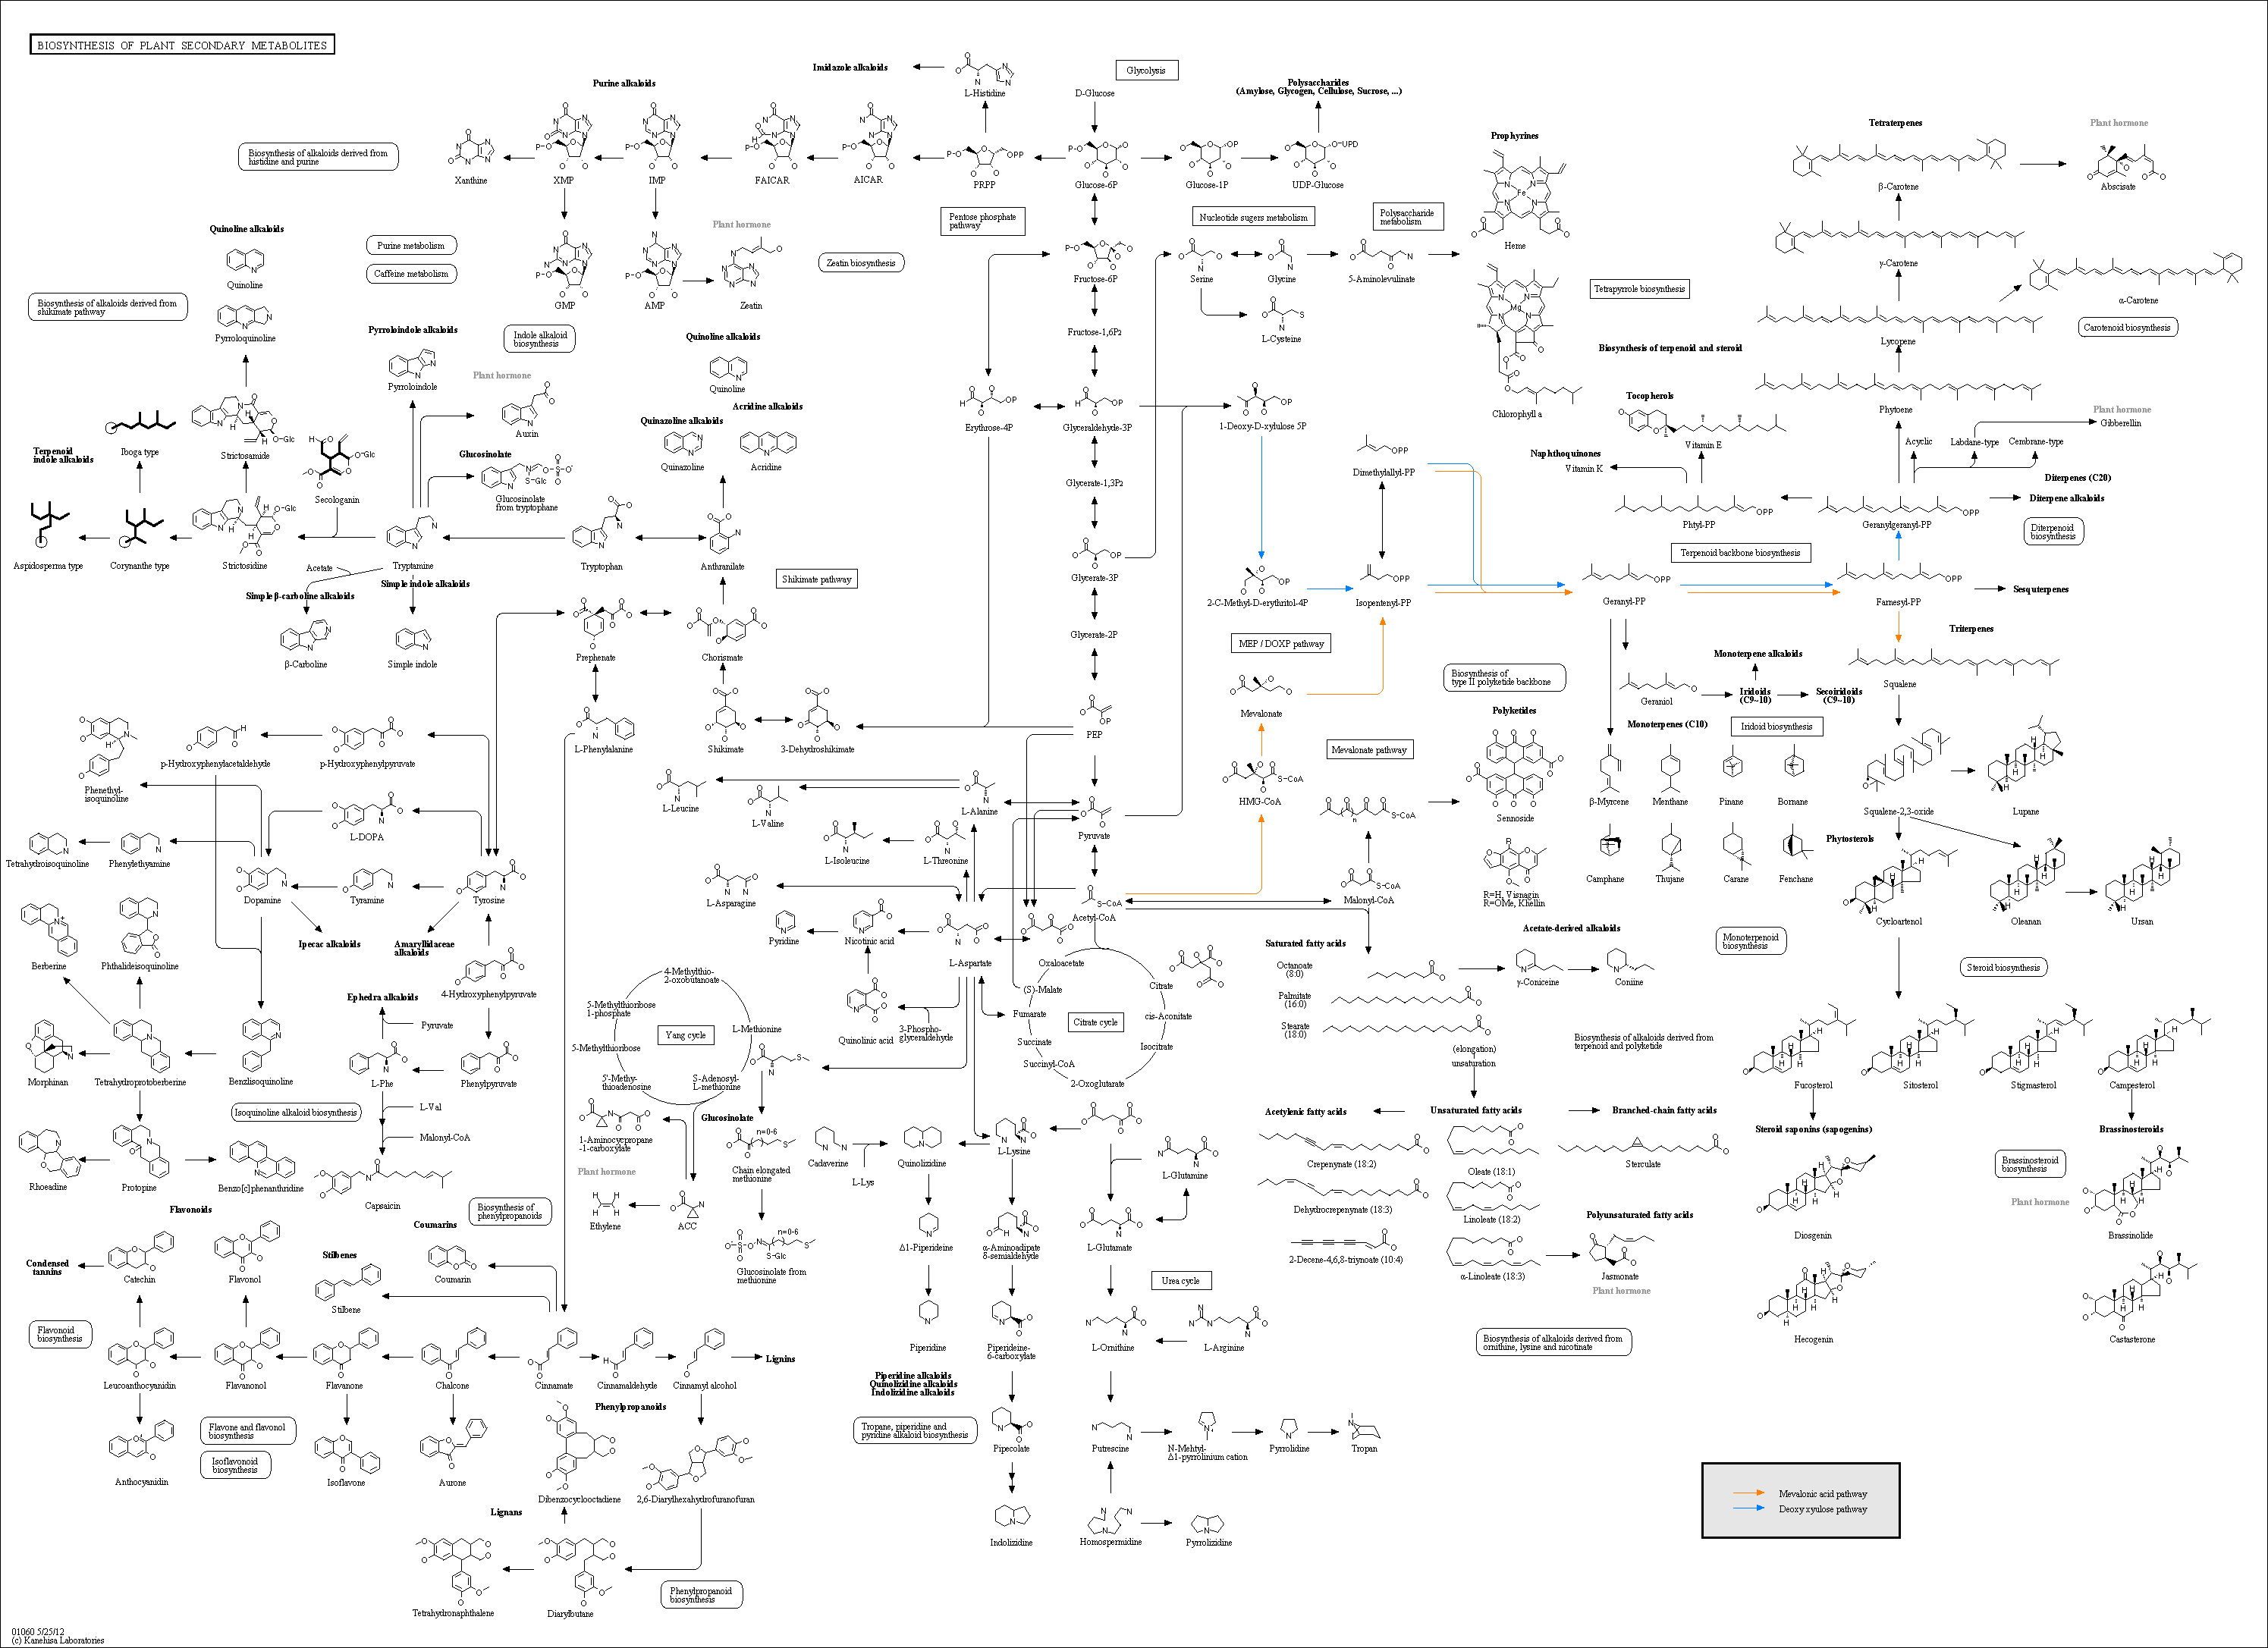 BIOSYNTHESIS OF PLANT SECONDARY METABOLITES
Imidazole alkaloids
L-Histidine
Glycolysis
D-Glucose
Polysaccharides
(Amylose, Glycogen, Cellulose, Sucrose, ...)
Purine alkaloids
Biosynthesis of alkaloids derived from
histidine and purine
Xanthine
XMP
IMP
FAICAR
AICAR
PRPP
Glucose-6P
Glucose-1P
UDP-Glucose
Prophyrines
Heme
Tetraterpenes
β-Carotene
Plant hormone
Abscisate
Pentose phosphate
pathway
Nucleotide sugers metabolism
Polysaccharide
metabolism
Quinoline alkaloids
Quinoline
Purine metabolism
Caffeine metabolism
GMP
AMP
Plant hormone
Zeatin
Zeatin biosynthesis
Fructose-6P
Serine
Glycine
5-Aminolevulinate
γ-Carotene
α-Carotene
Tetrapyrrole biosynthesis
Carotenoid biosynthesis
Biosynthesis of alkaloids derived from
shikimate pathway
Pyrroloquinoline
Pyrroloindole alkaloids
Pyrroloindole
Indole alkaloid
biosynthesis
Quinoline alkaloids
Quinoline
Fructose-1,6P2
L-Cysteine
Lycopene
Biosynthesis of terpenoid and steroid
Plant hormone
Auxin
Acridine alkaloids
Quinazoline alkaloids
Quinazoline
Acridine
Erythrose-4P
Glyceraldehyde-3P
1-Deoxy-D-xylulose 5P
Chlorophyll a
Tocopherols
Vitamin E
Phytoene
Plant hormone
Gibberellin
Terpenoid
indole alkaloids
Iboga type
Strictosamide
Secologanin
Glucosinolate
Glucosinolate
from tryptophane
Dimethylallyl-PP
Naphthoquinones
Vitamin K
Acyclic
Labdane-type
Cembrane-type
Glycerate-1,3P2
Diterpenes (C20)
Diterpene alkaloids
Phtyl-PP
Geranylgeranyl-PP
Diterpenoid
biosynthesis
Terpenoid backbone biosynthesis
Aspidosperma type
Corynanthe type
Strictosidine
Acetate
Tryptamine
Tryptophan
Anthranilate
Shikimate pathway
Glycerate-3P
Simple β-carboline alkaloids
Simple indole alkaloids
β-Carboline
Simple indole
Prephenate
Chorismate
2-C-Methyl-D-erythritol-4P
Isopentenyl-PP
Geranyl-PP
Farnesyl-PP
Sesquterpenes
Glycerate-2P
MEP / DOXP pathway
Triterpenes
Squalene
Biosynthesis of
type II polyketide backbone
Monoterpene alkaloids
Geraniol
Iridoids
(C9~10)
Secoiridoids
(C9~10)
Monoterpenes (C10)
Iridoid biosynthesis
Mevalonate
Polyketides
Mevalonate pathway
Sennoside
Phenethyl-
isoquinoline
p-Hydroxyphenylacetaldehyde
p-Hydroxyphenylpyruvate
L-Phenylalanine
Shikimate
3-Dehydroshikimate
PEP
L-Leucine
L-Valine
L-Alanine
HMG-CoA
β-Myrcene
Menthane
Pinane
Bornane
Squalene-2,3-oxide
Lupane
L-DOPA
Tetrahydroisoquinoline
Phenylethyamine
L-Isoleucine
L-Threonine
Pyruvate
Camphane
Thujane
Carane
Fenchane
Phytosterols
Cycloartenol
Oleanan
Ursan
Dopamine
Tyramine
Tyrosine
L-Asparagine
Malonyl-CoA
R=H, Visnagin
R=OMe, Khellin
Acetyl-CoA
Acetate-derived alkaloids
Monoterpenoid
biosynthesis
Steroid biosynthesis
Berberine
Phthalideisoquinoline
Ipecac alkaloids
Amaryllidaceae
alkaloids
4-Hydroxyphenylpyruvate
Pyridine
Nicotinic acid
L-Aspartate
Oxaloacetate
(S)-Malate
Fumarate
Succinate
Succinyl-CoA
2-Oxoglutarate
Citrate
cis-Aconitate
Isocitrate
Citrate cycle
Saturated fatty acids
Octanoate
(8:0)
Palmitate
(16:0)
Stearate
(18:0)
γ-Coniceine
Coniine
(elongation)
unsaturation
Biosynthesis of alkaloids derived from
terpenoid and polyketide
Ephedra alkaloids
Pyruvate
4-Methylthio-
2-oxobutanoate
5-Methylthioribose
1-phosphate
5-Methylthioribose
5'-Methy-
thioadenosine
S-Adenosyl-
L-methionine
L-Methionine
Yang cycle
Quinolinic acid
3-Phospho-
glyceraldehyde
Morphinan
Tetrahydroprotoberberine
Benzlisoquinoline
L-Phe
Phenylpyruvate
Fucosterol
Sitosterol
Stigmasterol
Campesterol
Isoquinoline alkaloid biosynthesis
L-Val
Malonyl-CoA
Glucosinolate
1-Aminocycpropane
-1-carboxylate
n=0-6
Chain elongated
methionine
Cadaverine
L-Lys
Quinolizidine
L-Lysine
L-Glutamine
Acetylenic fatty acids
Unsaturated fatty acids
Branched-chain fatty acids
Crepenynate (18:2)
Oleate (18:1)
Sterculate
Steroid saponins (sapogenins)
Brassinosteroids
Brassinosteroid
biosynthesis
Plant hormone
Rhoeadine
Protopine
Benzo[c]phenanthridine
Capsaicin
Biosynthesis of
phenylpropanoids
Plant hormone
Ethylene
ACC
n=0-6
Glucosinolate from
methionine
Δ1-Piperideine
α-Aminoadipate
δ-semialdehyde
L-Glutamate
Dehydrocrepenynate (18:3)
Linoleate (18:2)
Polyunsaturated fatty acids
2-Decene-4,6,8-triynoate (10:4)
α-Linoleate (18:3)
Jasmonate
Plant hormone
Diosgenin
Brassinolide
Flavonoids
Condensed
tannins
Catechin
Flavonol
Stilbenes
Stilbene
Coumarins
Coumarin
Urea cycle
Flavonoid
biosynthesis
Leucoanthocyanidin
Flavanonol
Flavanone
Chalcone
Cinnamate
Cinnamaldehyde
Cinnamyl alcohol
Lignins
Piperidine
Piperideine-
6-carboxylate
L-Ornithine
L-Arginine
Biosynthesis of alkaloids derived from
ornithine, lysine and nicotinate
Hecogenin
Castasterone
Piperidine alkaloids
Quinolizidine alkaloids
Indolizidine alkaloids
Phenylpropanoids
Tropane, piperidine and
pyridine alkaloid biosynthesis
Anthocyanidin
Flavone and flavonol
biosynthesis
Isoflavonoid
biosynthesis
Isoflavone
Aurone
Dibenzocyclooctadiene
2,6-Diarylhexahydrofuranofuran
Pipecolate
Putrescine
N-Mehtyl-
Δ1-pyrrolinium cation
Pyrrolidine
Tropan
Lignans
Tetrahydronaphthalene
Diarylbutane
Phenylpropanoid
biosynthesis
Indolizidine
Homospermidine
Pyrrolizidine
Mevalonic acid pathway
Deoxy xyulose pathway
01060 5/25/12
(c) Kanehisa Laboratories